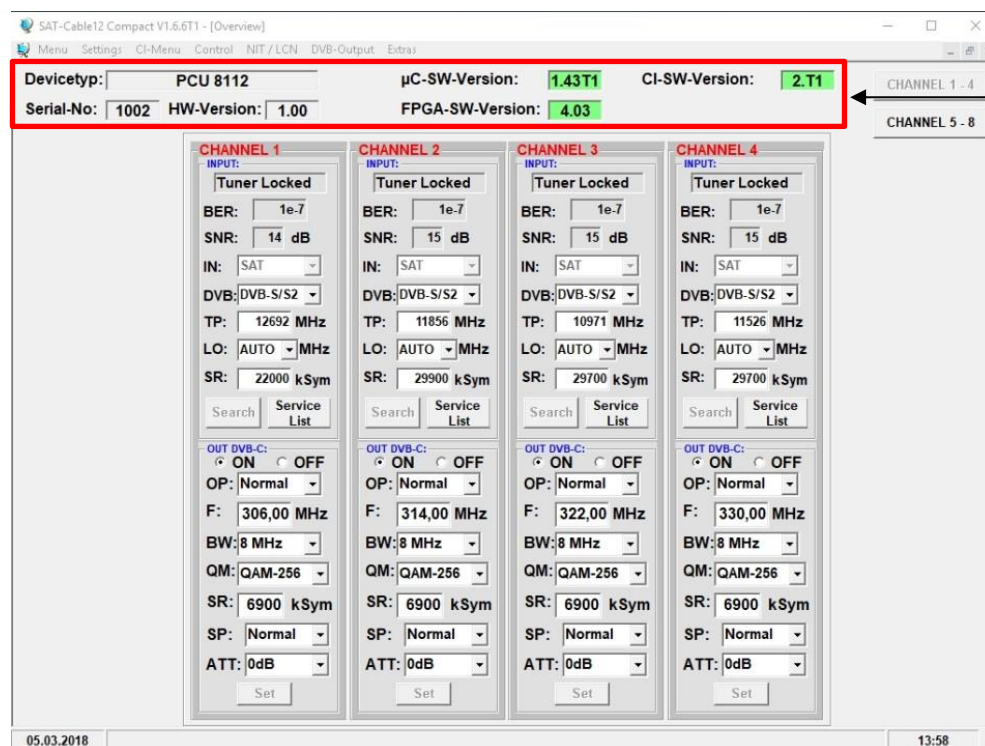 SAT-Cable12 Compact V1.6.6T1 - [Overview]
Menu Settings CI-Menu Control NIT / LCN DVB-Output Extras
Devicetyp: PCU 8112 µC-SW-Version: 1.43T1 CI-SW-Version: 2.T1
Serial-No: 1002 HW-Version: 1.00 FPGA-SW-Version: 4.03
CHANNEL 1 - 4
CHANNEL 5 - 8
CHANNEL 1
INPUT:
Tuner Locked
BER: 1e-7
SNR: 14 dB
IN: SAT
DVB: DVB-S/S2
TP: 12692 MHz
LO: AUTO MHz
SR: 22000 kSym
Search Service List
OUT DVB-C:
ON OFF
OP: Normal
F: 306,00 MHz
BW: 8 MHz
QM: QAM-256
SR: 6900 kSym
SP: Normal
ATT: 0dB
Set
CHANNEL 2
INPUT:
Tuner Locked
BER: 1e-7
SNR: 15 dB
IN: SAT
DVB: DVB-S/S2
TP: 11856 MHz
LO: AUTO MHz
SR: 29900 kSym
Search Service List
OUT DVB-C:
ON OFF
OP: Normal
F: 314,00 MHz
BW: 8 MHz
QM: QAM-256
SR: 6900 kSym
SP: Normal
ATT: 0dB
Set
CHANNEL 3
INPUT:
Tuner Locked
BER: 1e-7
SNR: 15 dB
IN: SAT
DVB: DVB-S/S2
TP: 10971 MHz
LO: AUTO MHz
SR: 29700 kSym
Search Service List
OUT DVB-C:
ON OFF
OP: Normal
F: 322,00 MHz
BW: 8 MHz
QM: QAM-256
SR: 6900 kSym
SP: Normal
ATT: 0dB
Set
CHANNEL 4
INPUT:
Tuner Locked
BER: 1e-7
SNR: 15 dB
IN: SAT
DVB: DVB-S/S2
TP: 11526 MHz
LO: AUTO MHz
SR: 29700 kSym
Search Service List
OUT DVB-C:
ON OFF
OP: Normal
F: 330,00 MHz
BW: 8 MHz
QM: QAM-256
SR: 6900 kSym
SP: Normal
ATT: 0dB
Set
05.03.2018 13:58